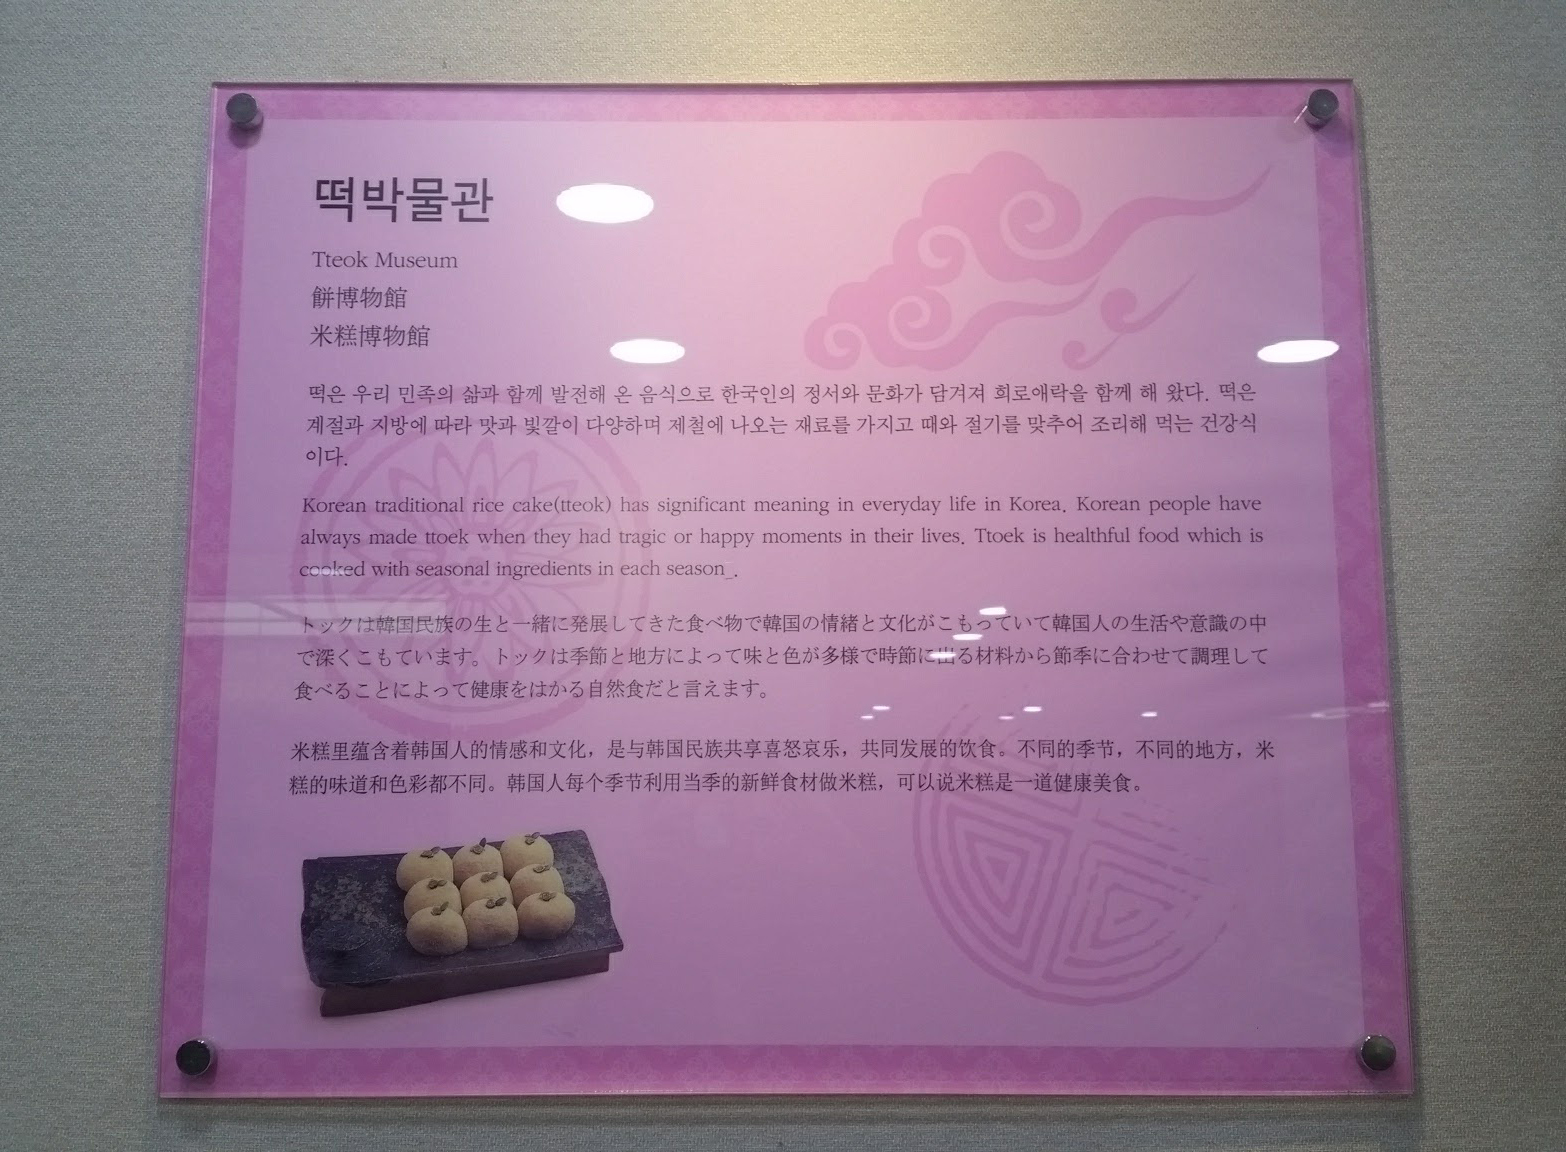 떡박물관
Tteok Museum
餠博物館
米糕博物館
떡은 우리 민족의 삶과 함께 발전해 온 음식으로 한국인의 정서와 문화가 담겨져 희로애락을 함께 해 왔다. 떡은
계절과 지방에 따라 맛과 빛깔이 다양하며 제철에 나오는 재료를 가지고 때와 절기를 맞추어 조리해 먹는 건강식
이다.
Korean traditional rice cake(tteok) has significant meaning in everyday life in Korea. Korean people have
always made ttoek when they had tragic or happy moments in their lives. Ttoek is healthful food which is
cooked with seasonal ingredients in each season_.
トックは韓国民族の生と一緒に発展してきた食べ物で韓国の情緒と文化がこもっていて韓国人の生活や意識の中
で深くこもています。トックは季節と地方によって味と色が多様で時節に出る材料から節季に合わせて調理して
食べることによって健康をはかる自然食だと言えます。
米糕里蕴含着韩国人的情感和文化，是与韩国民族共享喜怒哀乐，共同发展的饮食。不同的季节，不同的地方，米
糕的味道和色彩都不同。韩国人每个季节利用当季的新鲜食材做米糕，可以说米糕是一道健康美食。